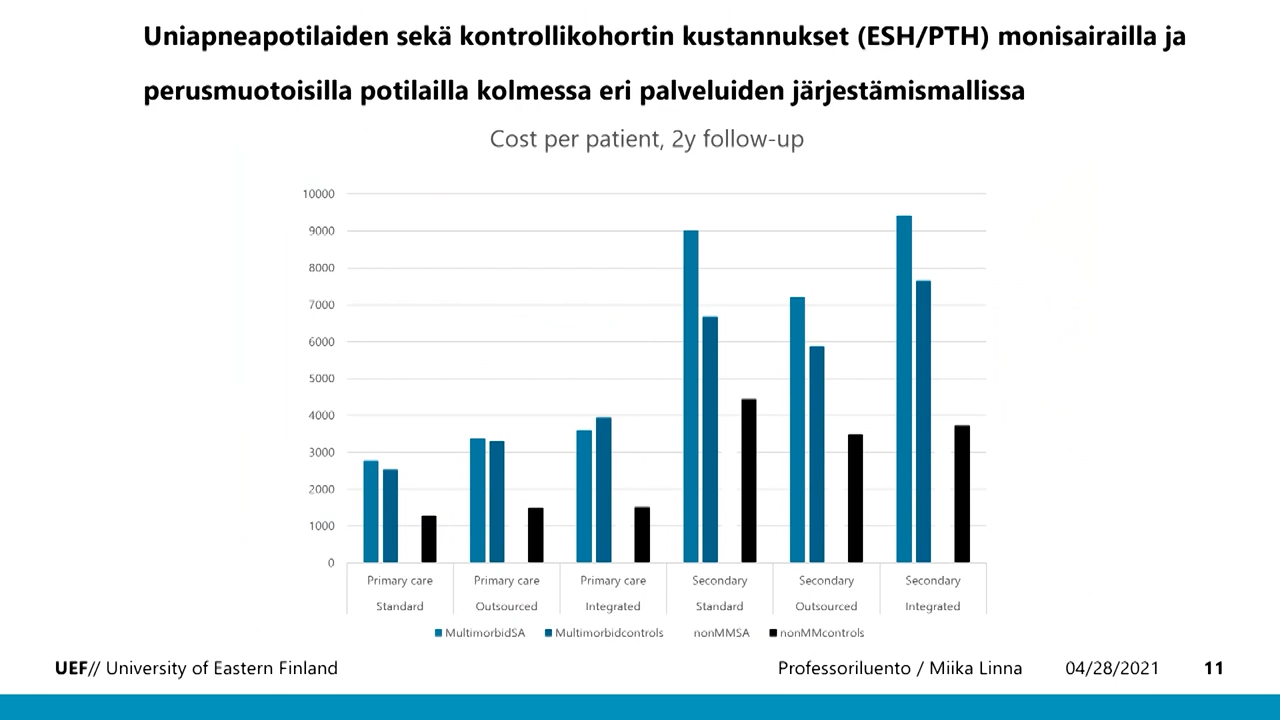 Uniapneapotilaiden sekä kontrollikohortin kustannukset (ESH/PTH) monisairailla ja
perusmuotoisilla potilailla kolmessa eri palveluiden järjestämismallissa
Cost per patient, 2y follow-up
10000
9000
8000
7000
6000
5000
4000
3000
2000
1000
0
Primary care Primary care Primary care Secondary Secondary Secondary
Standard Outsourced Integrated Standard Outsourced Integrated
MultimorbidSA Multimorbidcontrols nonMMSA nonMMcontrols
UEF// University of Eastern Finland Professoriluento / Miika Linna 04/28/2021 11